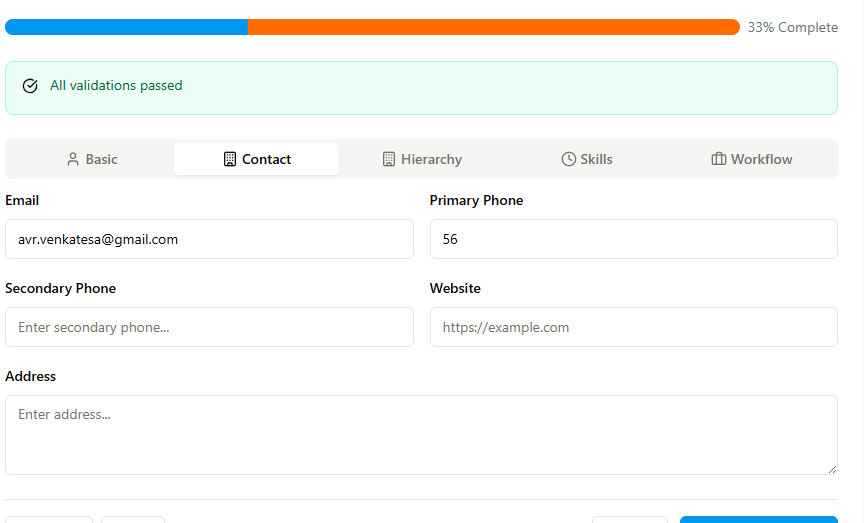 33% Complete
All validations passed
Basic Contact Hierarchy Skills Workflow
Email Primary Phone
avr.venkatesa@gmail.com 56
Secondary Phone Website
Enter secondary phone... https://example.com
Address
Enter address...